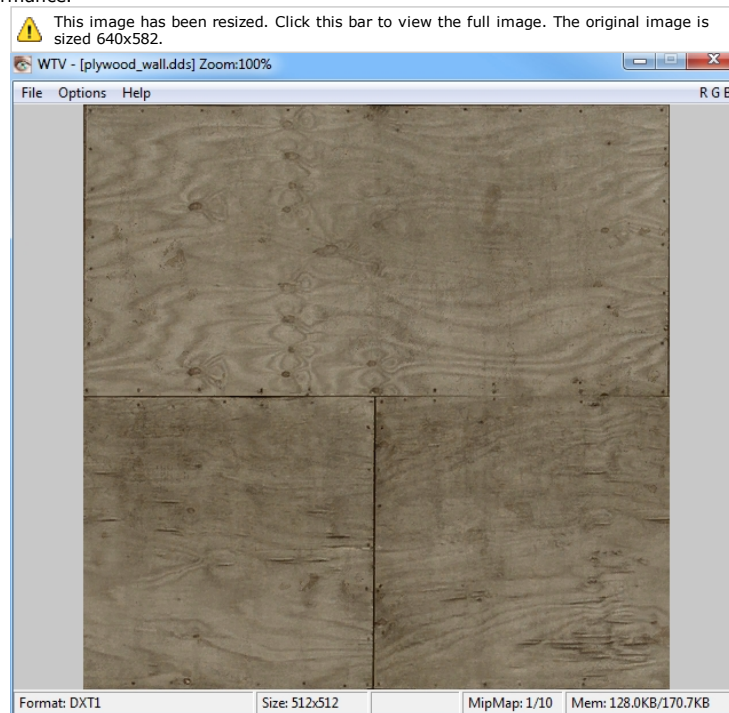 This image has been resized. Click this bar to view the full image. The original image is
sized 640x582.
WTV - [plywood_wall.dds] Zoom:100%
File Options Help R G
Format: DXT1 Size: 512x512 MipMap: 1/10 Mem: 128.0KB/170.7KB